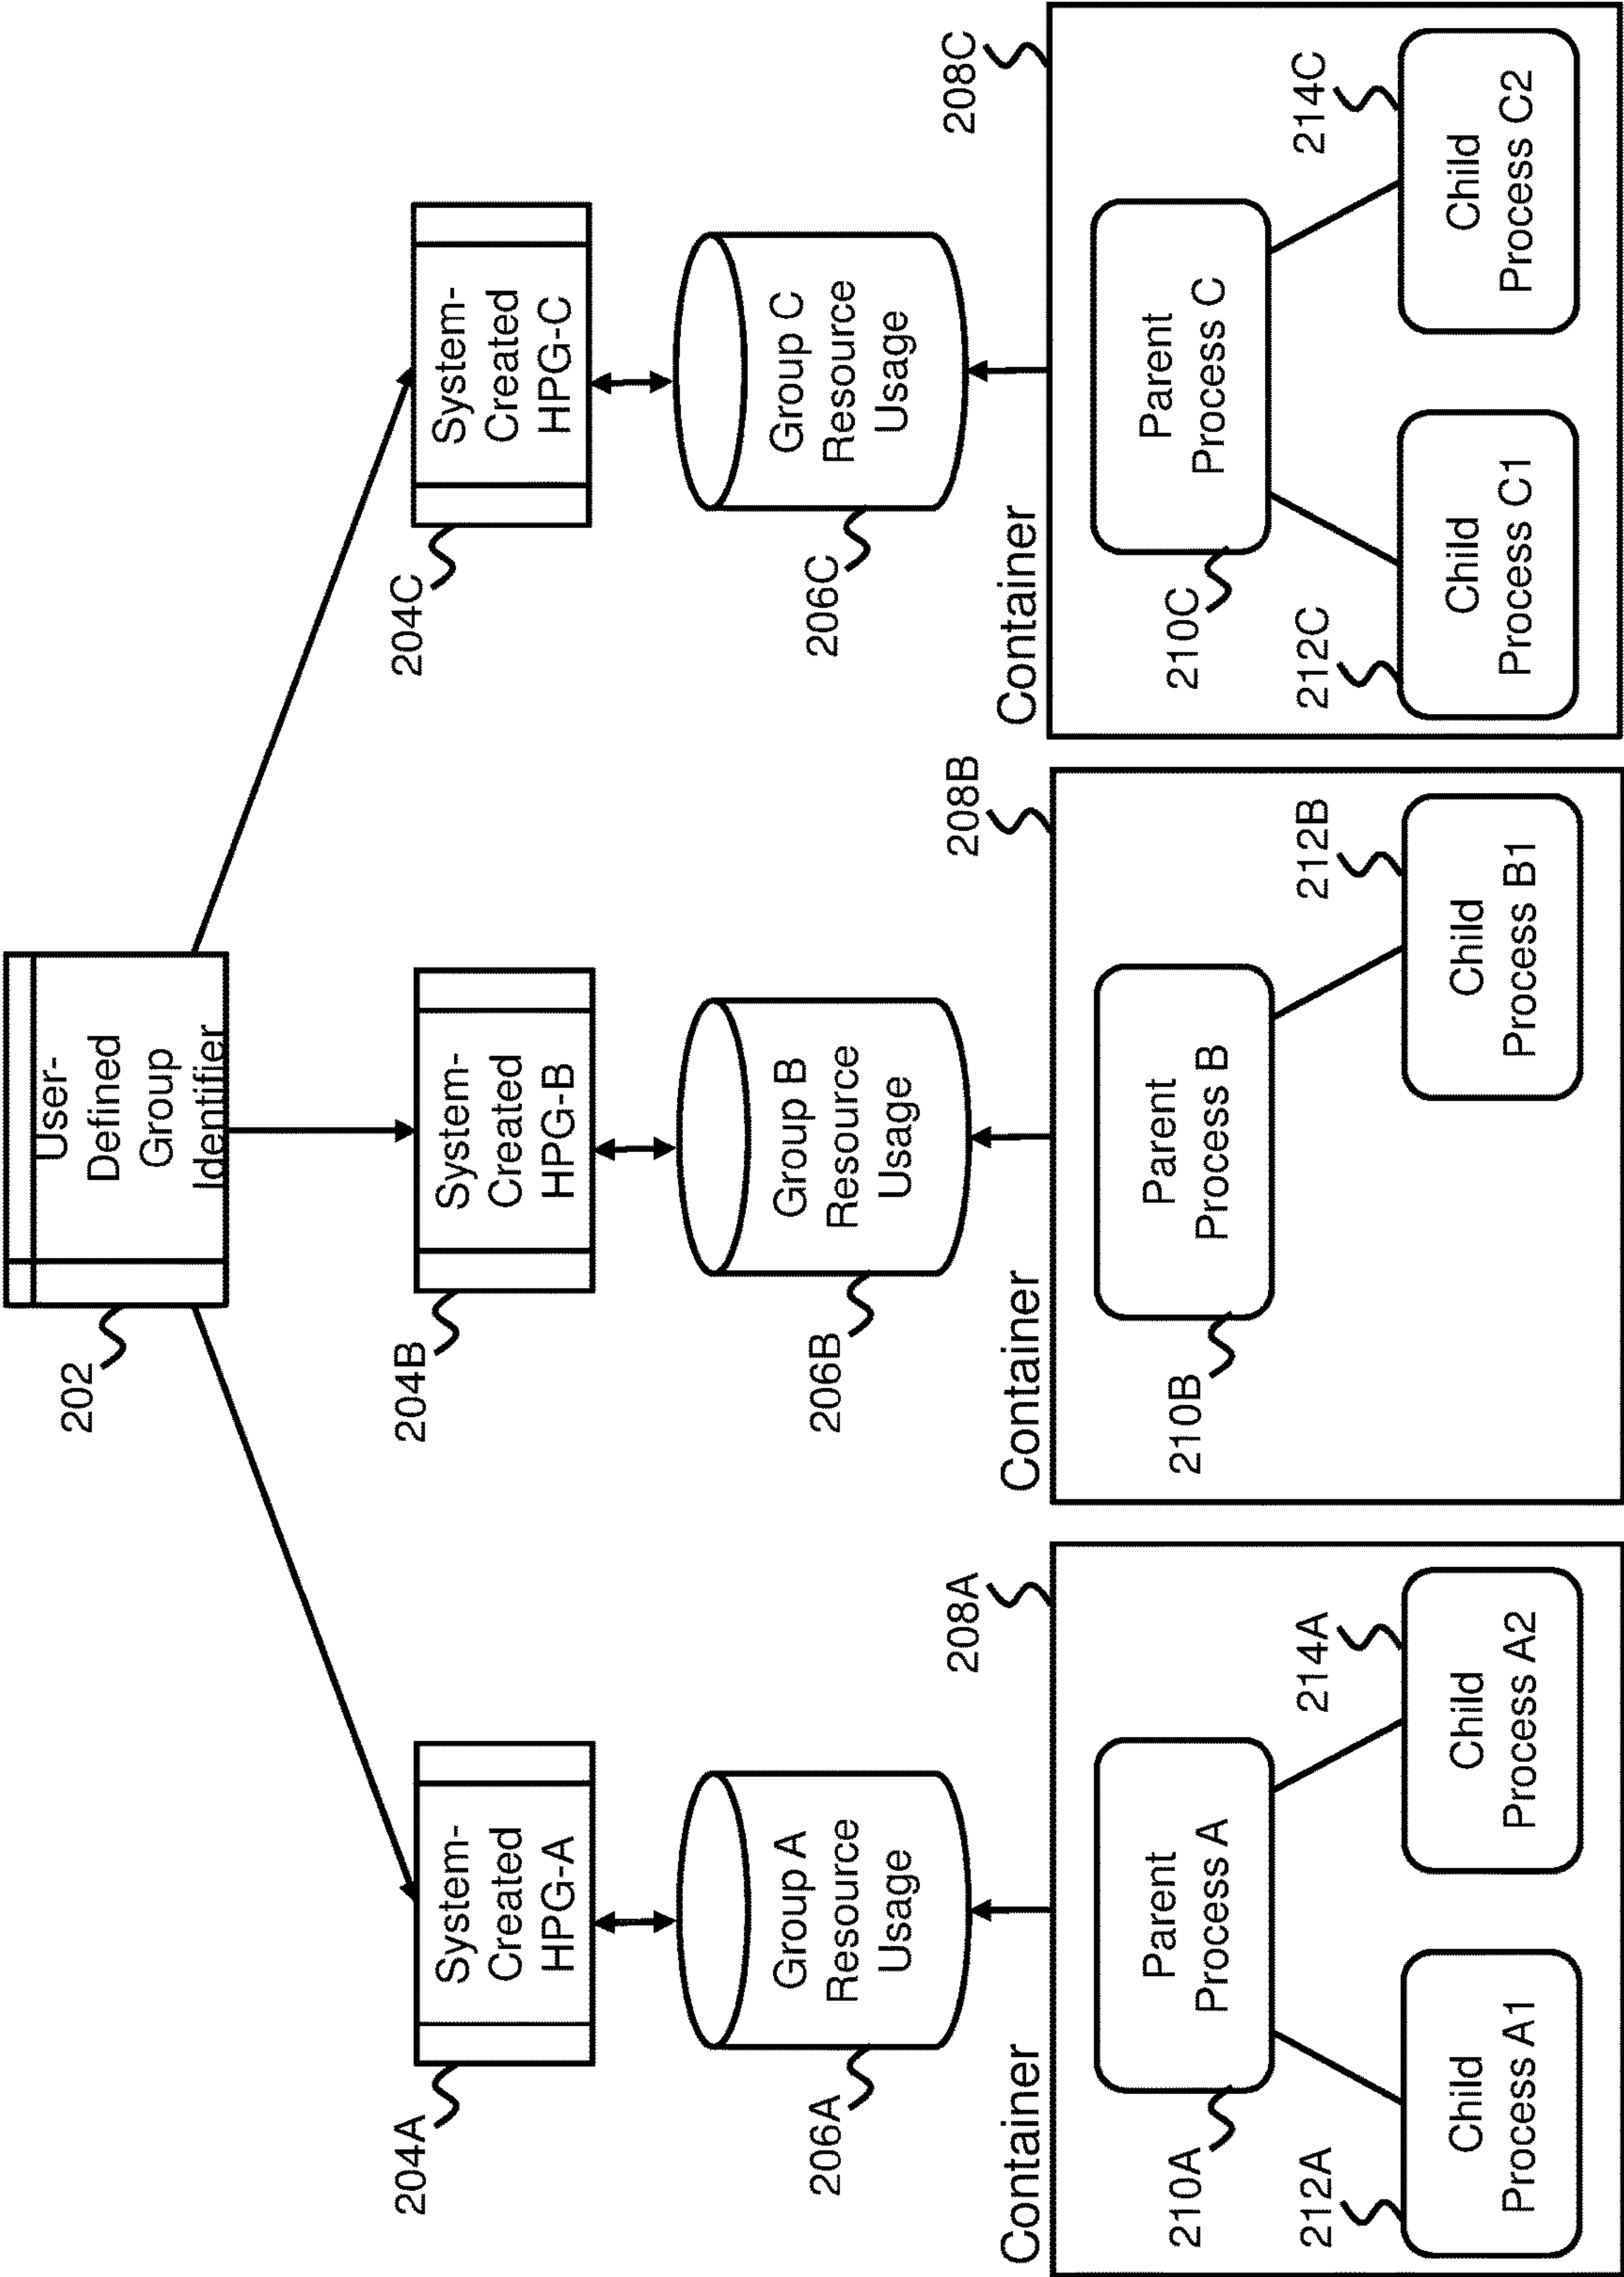 User-
Defined
Group
Identifier
202
System-
Created
HPG-A
204A
System-
Created
HPG-B
204B
System-
Created
HPG-C
204C
Group A
Resource
Usage
206A
Group B
Resource
Usage
206B
Group C
Resource
Usage
206C
Container
208A
Parent
Process A
210A
Child
Process A1
212A
Child
Process A2
214A
Container
208B
Parent
Process B
210B
Child
Process B1
212B
Container
208C
Parent
Process C
210C
Child
Process C1
212C
Child
Process C2
214C